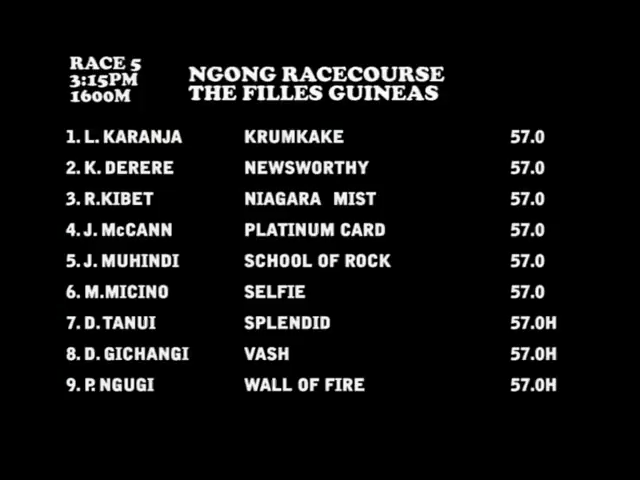 RACE 5
3:15PM
1600M
NGONG RACECOURSE
THE FILLES GUINEAS
1. L. KARANJA KRUMKAKE 57.0
2. K. DERERE NEWSWORTHY 57.0
3. R.KIBET NIAGARA MIST 57.0
4. J. McCANN PLATINUM CARD 57.0
5. J. MUHINDI SCHOOL OF ROCK 57.0
6. M.MICINO SELFIE 57.0
7. D. TANUI SPLENDID 57.0H
8. D. GICHANGI VASH 57.0H
9. P. NGUGI WALL OF FIRE 57.0H